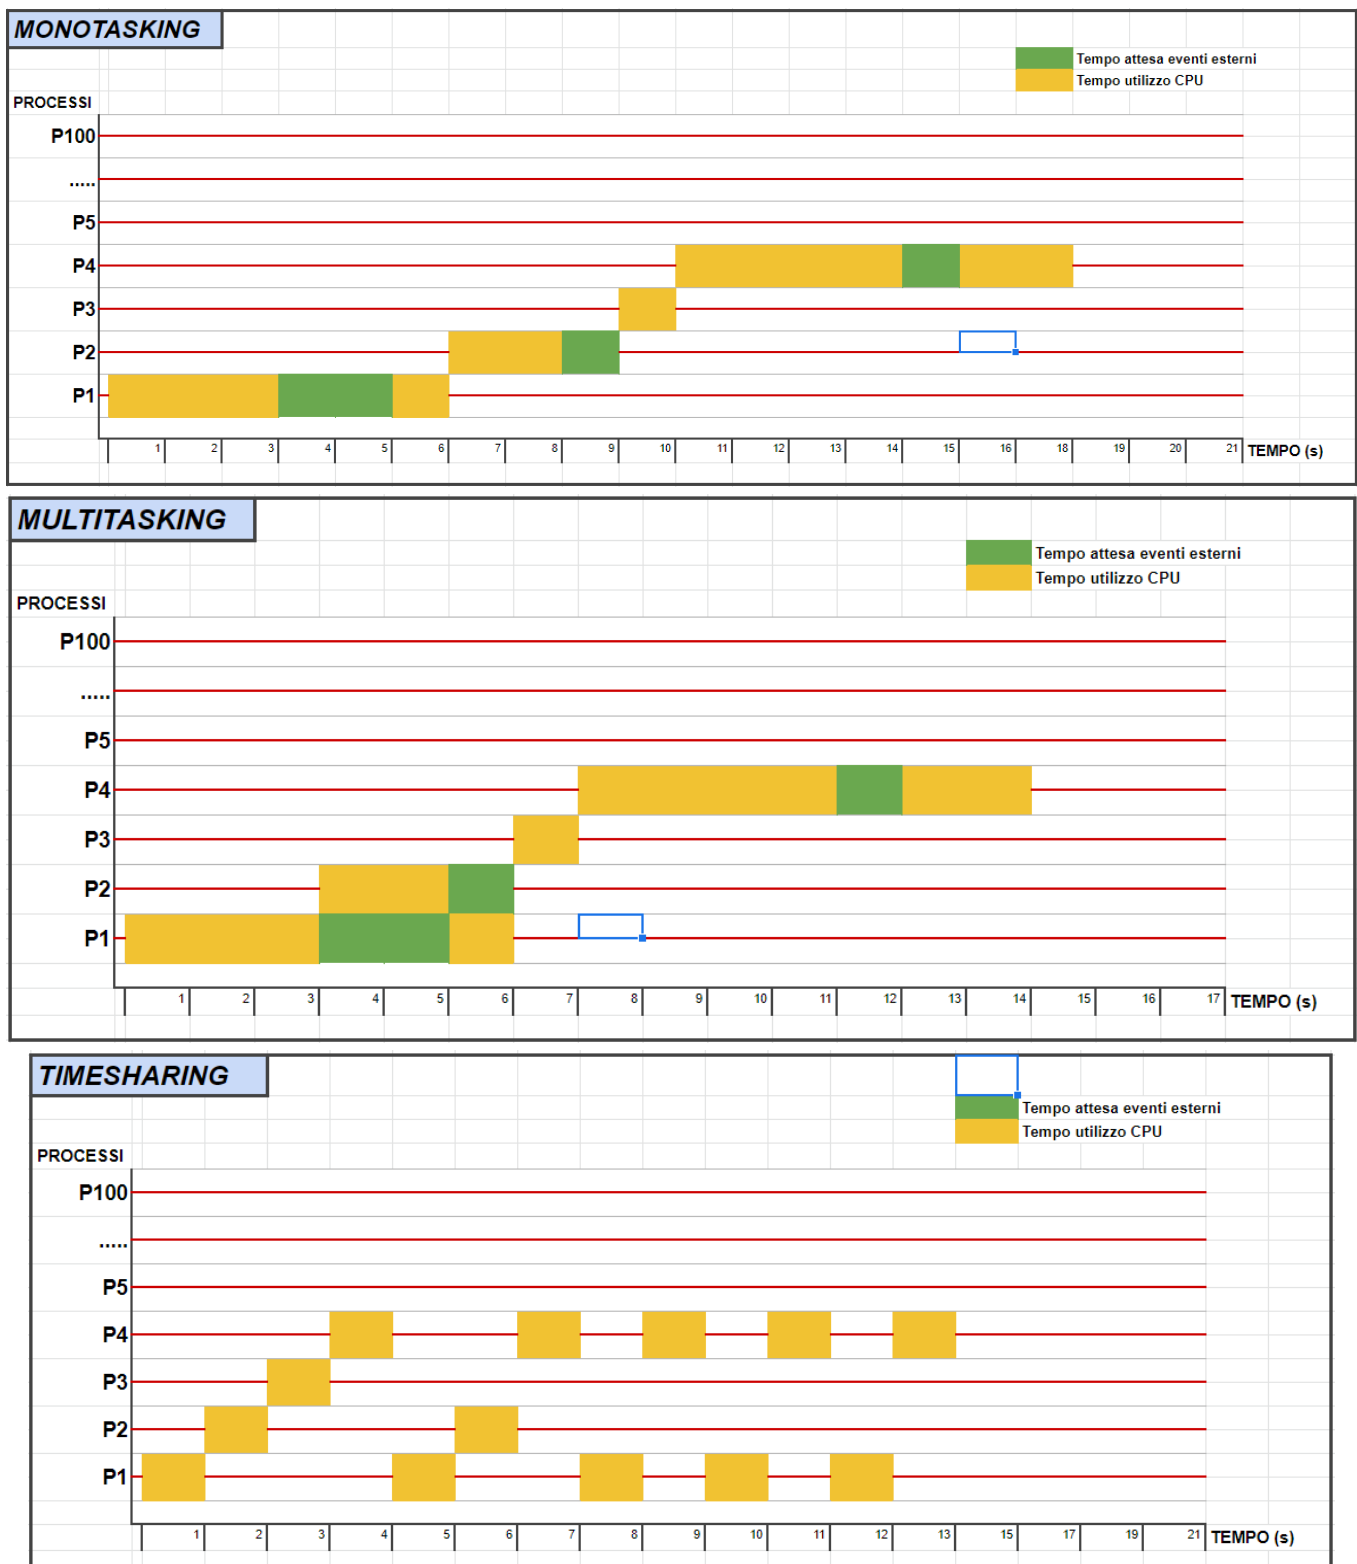 MONOTASKING
Tempo attesa eventi esterni
Tempo utilizzo CPU
PROCESSI
P100
.....
P5
P4
P3
P2
P1
1 2 3 4 5 6 7 8 9 10 11 12 13 14 15 16 18 19 20 21 TEMPO (s)
MULTITASKING
Tempo attesa eventi esterni
Tempo utilizzo CPU
PROCESSI
P100
.....
P5
P4
P3
P2
P1
1 2 3 4 5 6 7 8 9 10 11 12 13 14 15 16 17 TEMPO (s)
TIMESHARING
Tempo attesa eventi esterni
Tempo utilizzo CPU
PROCESSI
P100
.....
P5
P4
P3
P2
P1
1 2 3 4 5 6 7 8 9 10 11 12 13 15 17 19 21 TEMPO (s)